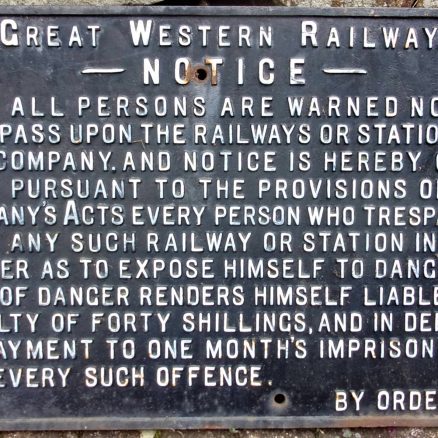 GREAT WESTERN RAILWAY
— NOTICE —
ALL PERSONS ARE WARNED NO
PASS UPON THE RAILWAYS OR STATIO
COMPANY, AND NOTICE IS HEREBY
PURSUANT TO THE PROVISIONS O
ANY'S ACTS EVERY PERSON WHO TRESP
ANY SUCH RAILWAY OR STATION IN
ER AS TO EXPOSE HIMSELF TO DANG
OF DANGER RENDERS HIMSELF LIABLE
LTY OF FORTY SHILLINGS, AND IN DE
AYMENT TO ONE MONTH'S IMPRISON
EVERY SUCH OFFENCE.
BY ORDE